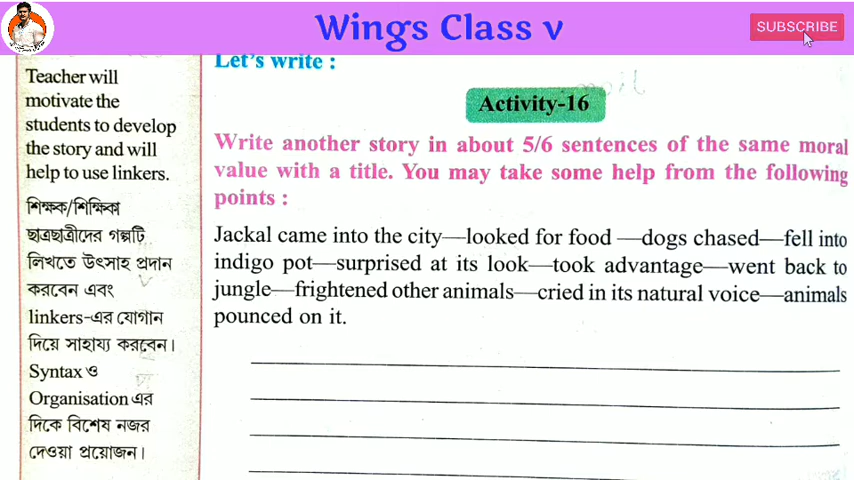 Wings Class v
SUBSCRIBE
Teacher will
motivate the
students to develop
the story and will
help to use linkers.
শিক্ষক/শিক্ষিকা
ছাত্রছাত্রীদের গল্পটি
লিখতে উৎসাহ প্রদান
করবেন এবং
linkers-এর যোগান
দিয়ে সাহায্য করবেন।
Syntax ও
Organisation এর
দিকে বিশেষ নজর
দেওয়া প্রয়োজন।
Let's write :
Activity-16
Write another story in about 5/6 sentences of the same moral
value with a title. You may take some help from the following
points :
Jackal came into the city—looked for food —dogs chased—fell into
indigo pot—surprised at its look—took advantage—went back to
jungle—frightened other animals—cried in its natural voice—animals
pounced on it.